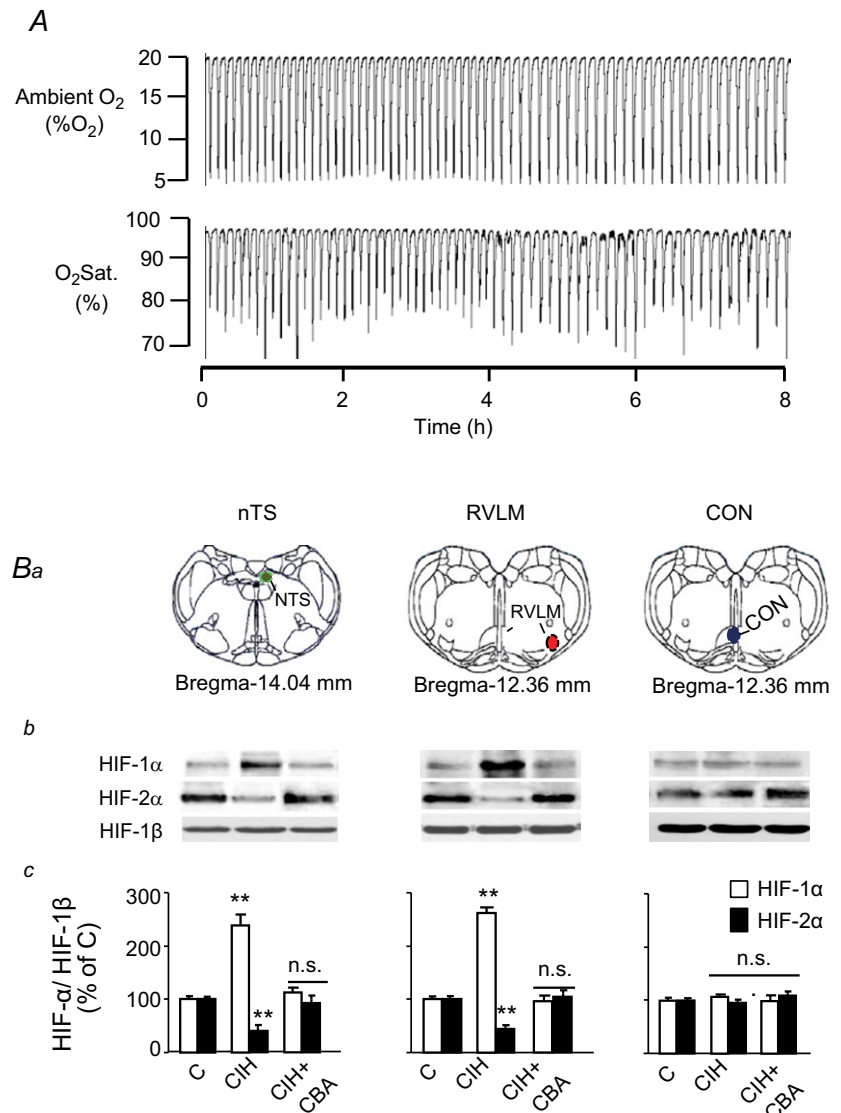 A
20
15
10
5
Ambient O2
(%O2)
100
90
80
70
O2Sat.
(%)
0 2 4 6 8
Time (h)
nTS RVLM CON
Ba
NTS RVLM CON
Bregma-14.04 mm Bregma-12.36 mm Bregma-12.36 mm
b
HIF-1α
HIF-2α
HIF-1β
c
HIF-α/ HIF-1β
(% of C)
300
200
100
0
** ** n.s.
** ** n.s.
n.s.
HIF-1α
HIF-2α
C CIH CIH+ CBA
C CIH CIH+ CBA
C CIH CIH+ CBA